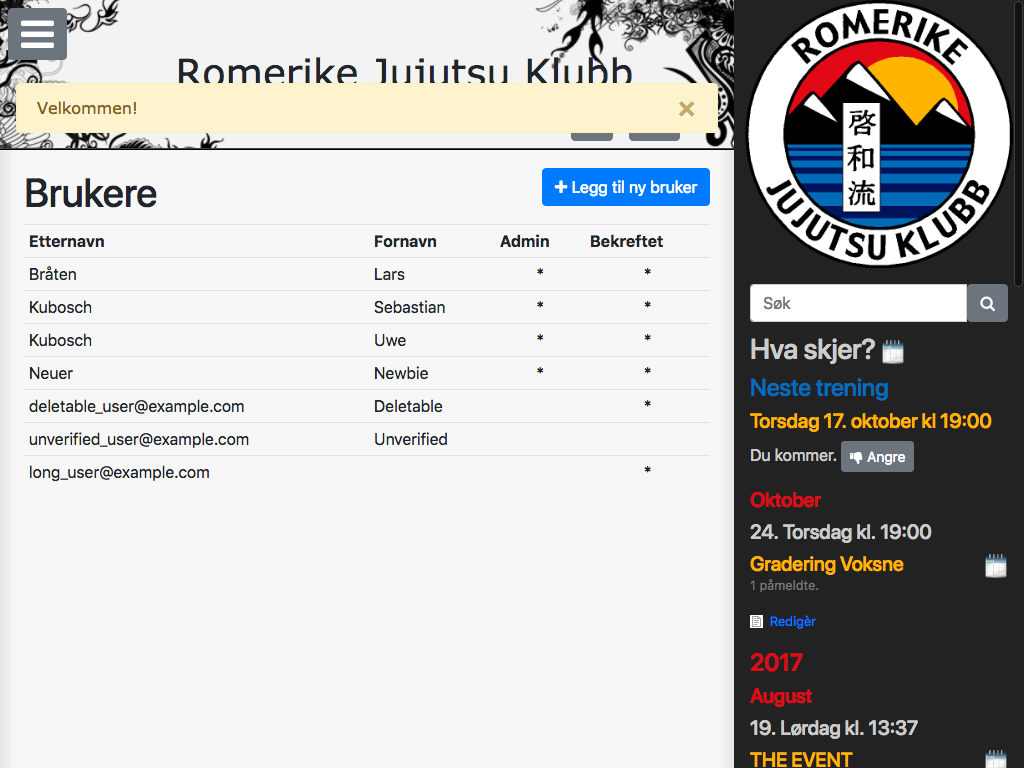 Romerike Jujutsu Klubb
Velkommen!
×
Brukere
Legg til ny bruker
Etternavn Fornavn Admin Bekreftet
Bråten Lars * *
Kubosch Sebastian * *
Kubosch Uwe * *
Neuer Newbie * *
deletable_user@example.com Deletable *
unverified_user@example.com Unverified
long_user@example.com *
ROMERIKE
啓
和
流
JUJUTSU KLUBB
Søk
Hva skjer?
Neste trening
Torsdag 17. oktober kl 19:00
Du kommer. Angre
Oktober
24. Torsdag kl. 19:00
Gradering Voksne
1 påmeldte.
Redigèr
2017
August
19. Lørdag kl. 13:37
THE EVENT